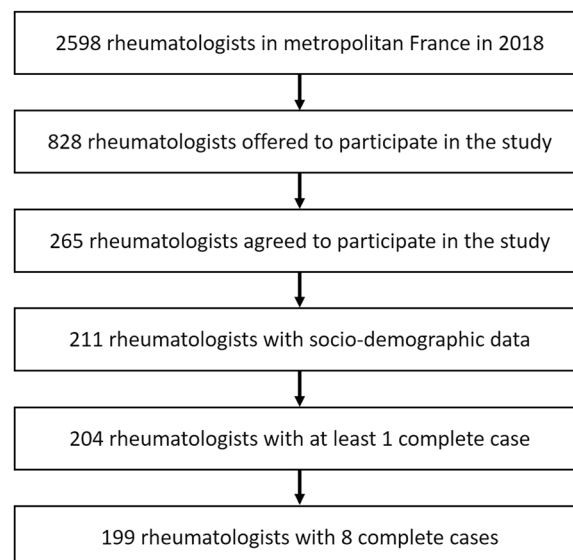 2598 rheumatologists in metropolitan France in 2018
828 rheumatologists offered to participate in the study
265 rheumatologists agreed to participate in the study
211 rheumatologists with socio-demographic data
204 rheumatologists with at least 1 complete case
199 rheumatologists with 8 complete cases